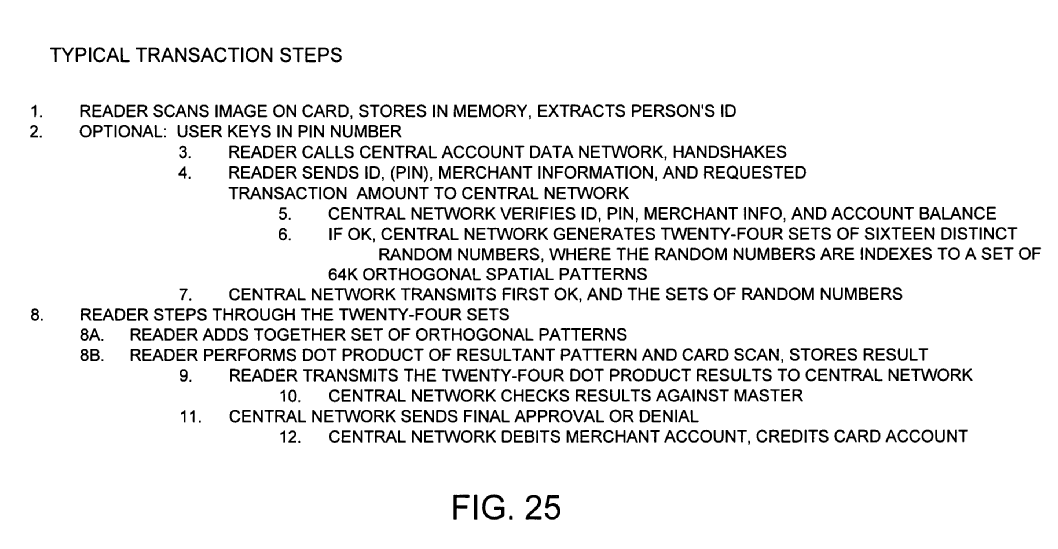 TYPICAL TRANSACTION STEPS
1. READER SCANS IMAGE ON CARD, STORES IN MEMORY, EXTRACTS PERSON'S ID
2. OPTIONAL: USER KEYS IN PIN NUMBER
3. READER CALLS CENTRAL ACCOUNT DATA NETWORK, HANDSHAKES
4. READER SENDS ID, (PIN), MERCHANT INFORMATION, AND REQUESTED
TRANSACTION AMOUNT TO CENTRAL NETWORK
5. CENTRAL NETWORK VERIFIES ID, PIN, MERCHANT INFO, AND ACCOUNT BALANCE
6. IF OK, CENTRAL NETWORK GENERATES TWENTY-FOUR SETS OF SIXTEEN DISTINCT
RANDOM NUMBERS, WHERE THE RANDOM NUMBERS ARE INDEXES TO A SET OF
64K ORTHOGONAL SPATIAL PATTERNS
7. CENTRAL NETWORK TRANSMITS FIRST OK, AND THE SETS OF RANDOM NUMBERS
8. READER STEPS THROUGH THE TWENTY-FOUR SETS
8A. READER ADDS TOGETHER SET OF ORTHOGONAL PATTERNS
8B. READER PERFORMS DOT PRODUCT OF RESULTANT PATTERN AND CARD SCAN, STORES RESULT
9. READER TRANSMITS THE TWENTY-FOUR DOT PRODUCT RESULTS TO CENTRAL NETWORK
10. CENTRAL NETWORK CHECKS RESULTS AGAINST MASTER
11. CENTRAL NETWORK SENDS FINAL APPROVAL OR DENIAL
12. CENTRAL NETWORK DEBITS MERCHANT ACCOUNT, CREDITS CARD ACCOUNT
FIG. 25